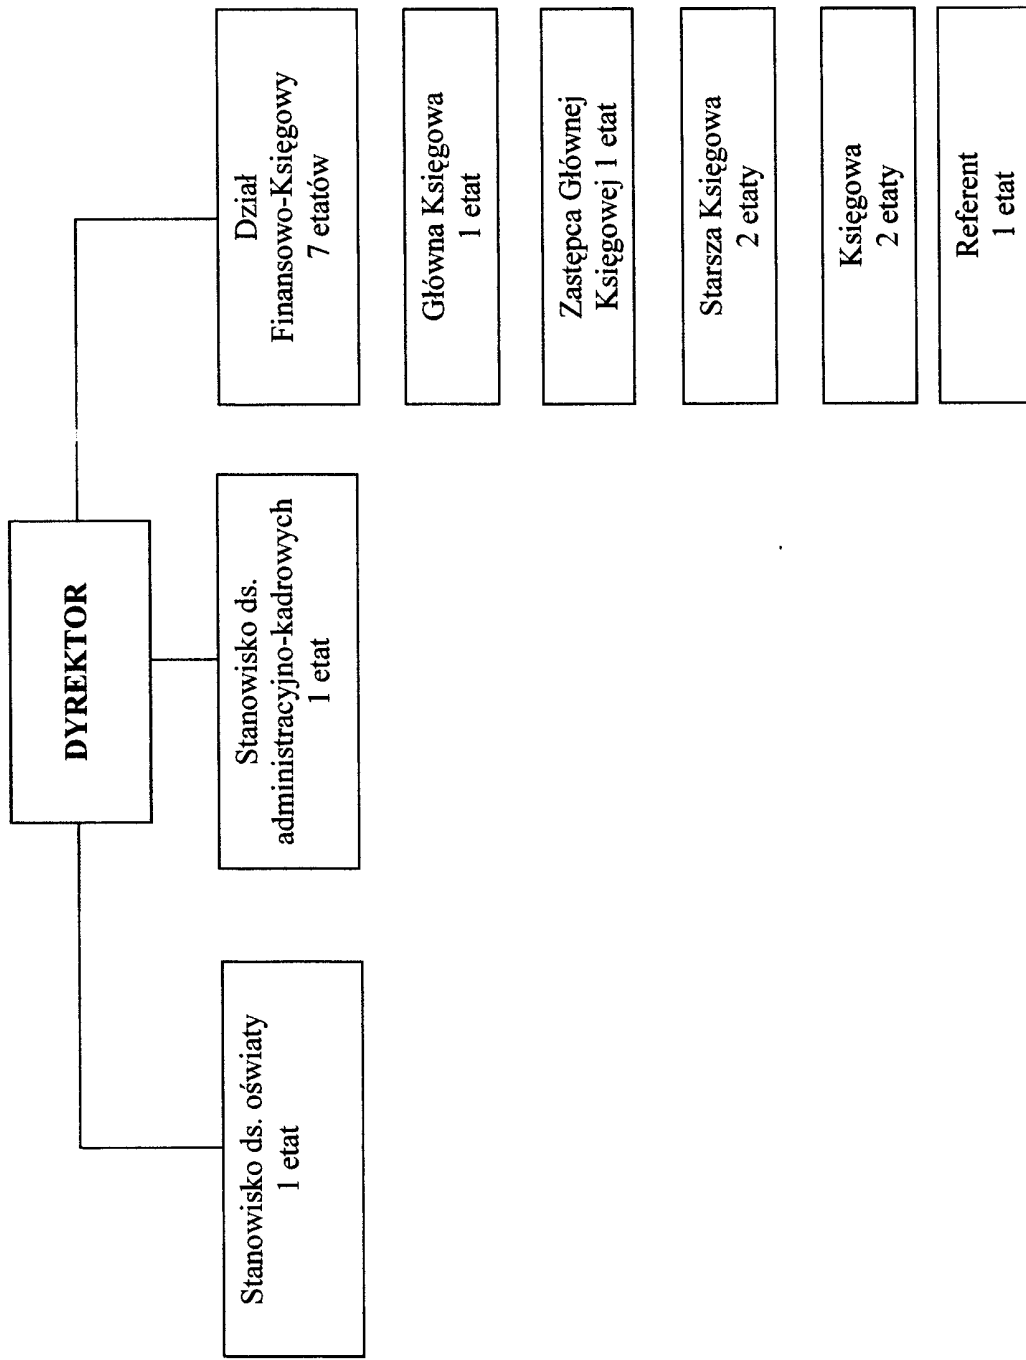 DYREKTOR
Stanowisko ds. oświaty
1 etat
Stanowisko ds.
administracyjno-kadrowych
1 etat
Dział
Finansowo-Księgowy
7 etatów
Główna Księgowa
1 etat
Zastępca Głównej
Księgowej 1 etat
Starsza Księgowa
2 etaty
Księgowa
2 etaty
Referent
1 etat